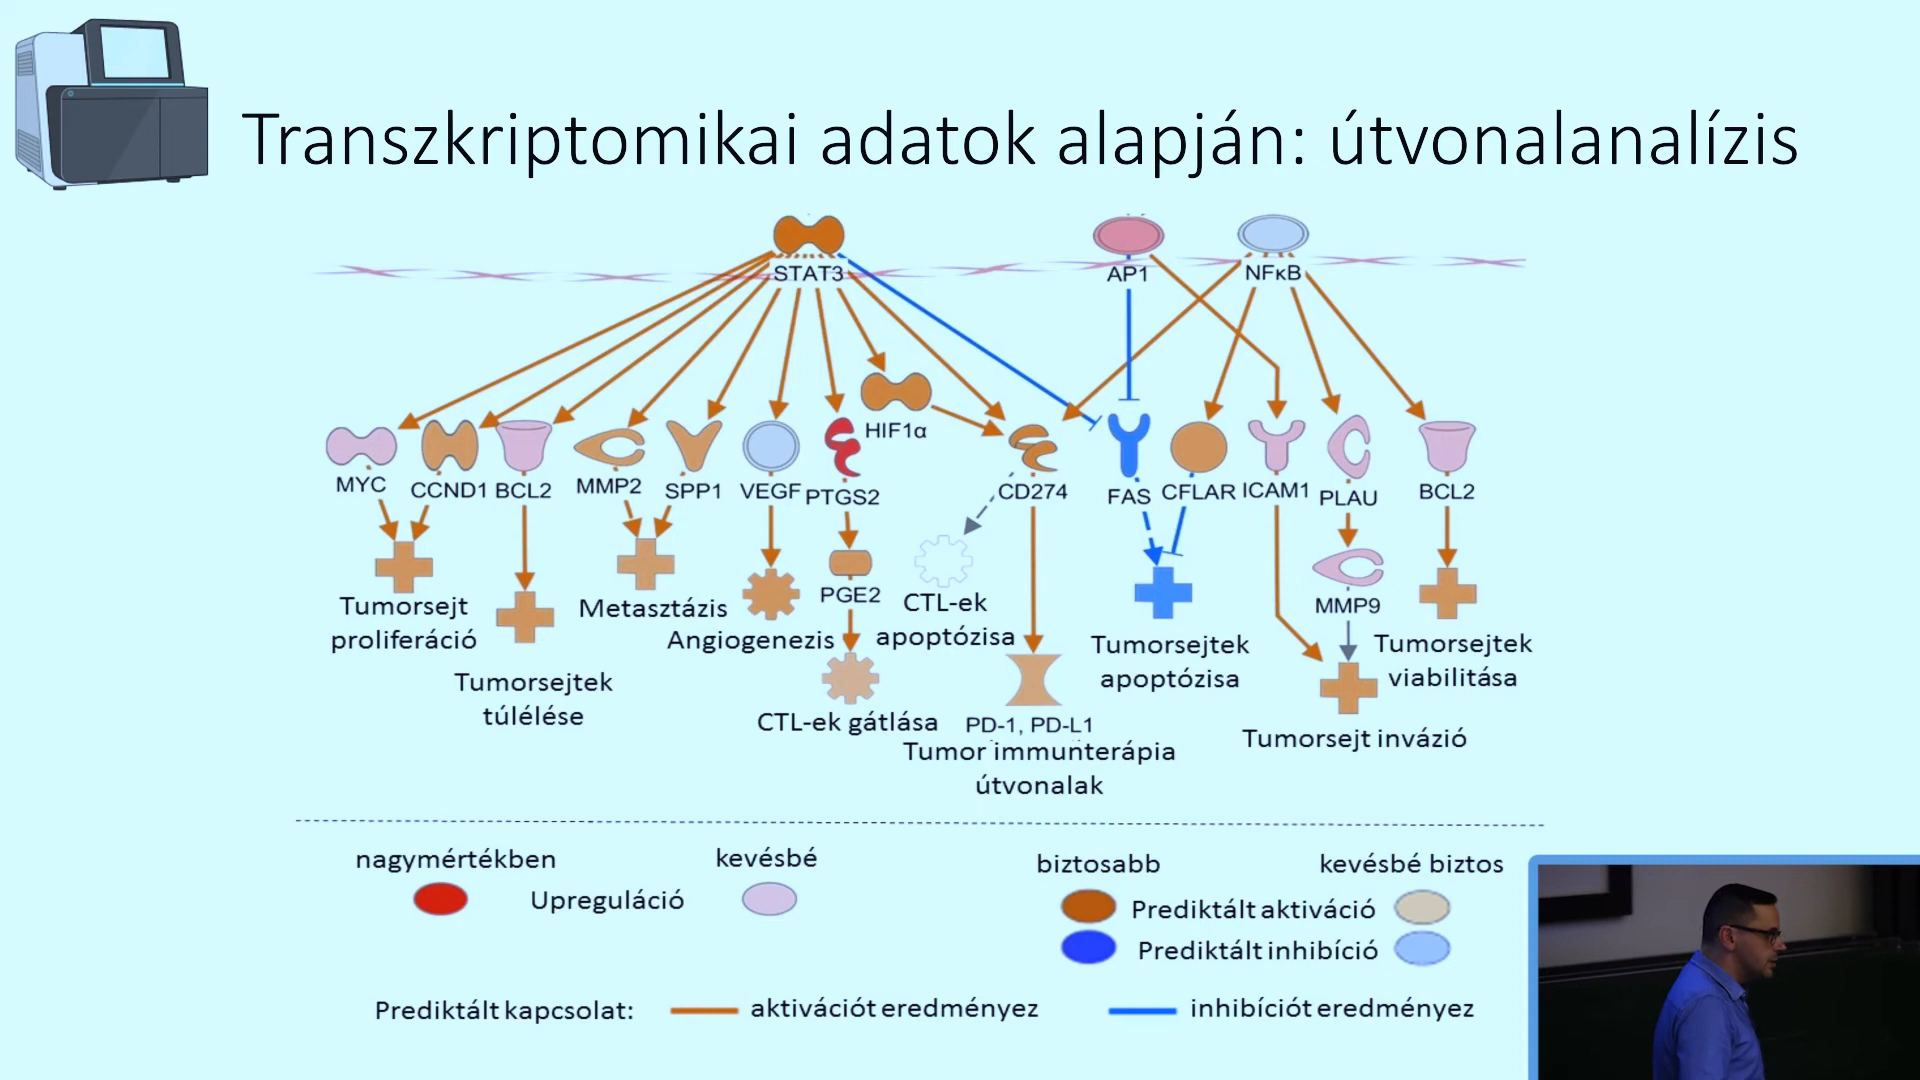 Transzkriptomikai adatok alapján: útvonalanalízis
STAT3
AP1
NFκB
HIF1α
MYC
CCND1
BCL2
MMP2
SPP1
VEGF
PTGS2
CD274
FAS
CFLAR
ICAM1
PLAU
BCL2
PGE2
MMP9
Tumorsejt
proliferáció
Metasztázis
Angiogenezis
CTL-ek
apoptózisa
Tumorsejtek
apoptózisa
Tumorsejtek
viabilitása
Tumorsejtek
túlélése
CTL-ek gátlása
PD-1, PD-L1
Tumor immunterápia
útvonalak
Tumorsejt invázió
nagymértékben
kevésbé
Upreguláció
biztosabb
kevésbé biztos
Prediktált aktiváció
Prediktált inhibíció
Prediktált kapcsolat:
aktivációt eredményez
inhibíciót eredményez